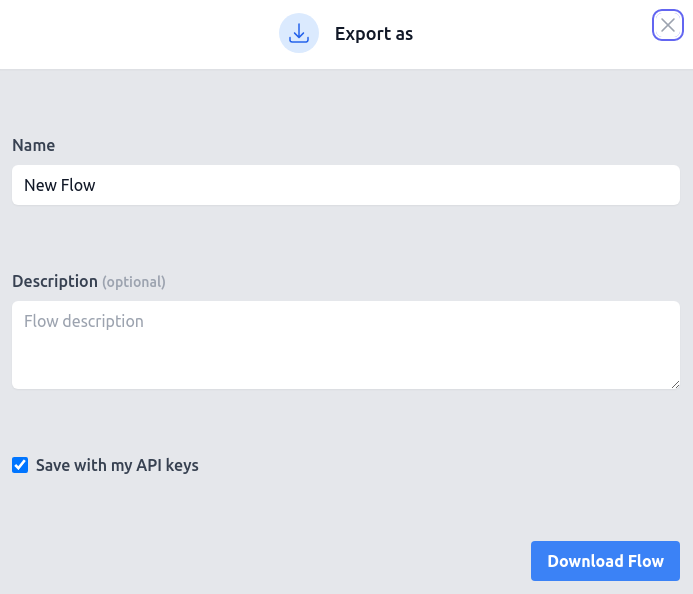 Export as
Name
New Flow
Description (optional)
Flow description
Save with my API keys
Download Flow